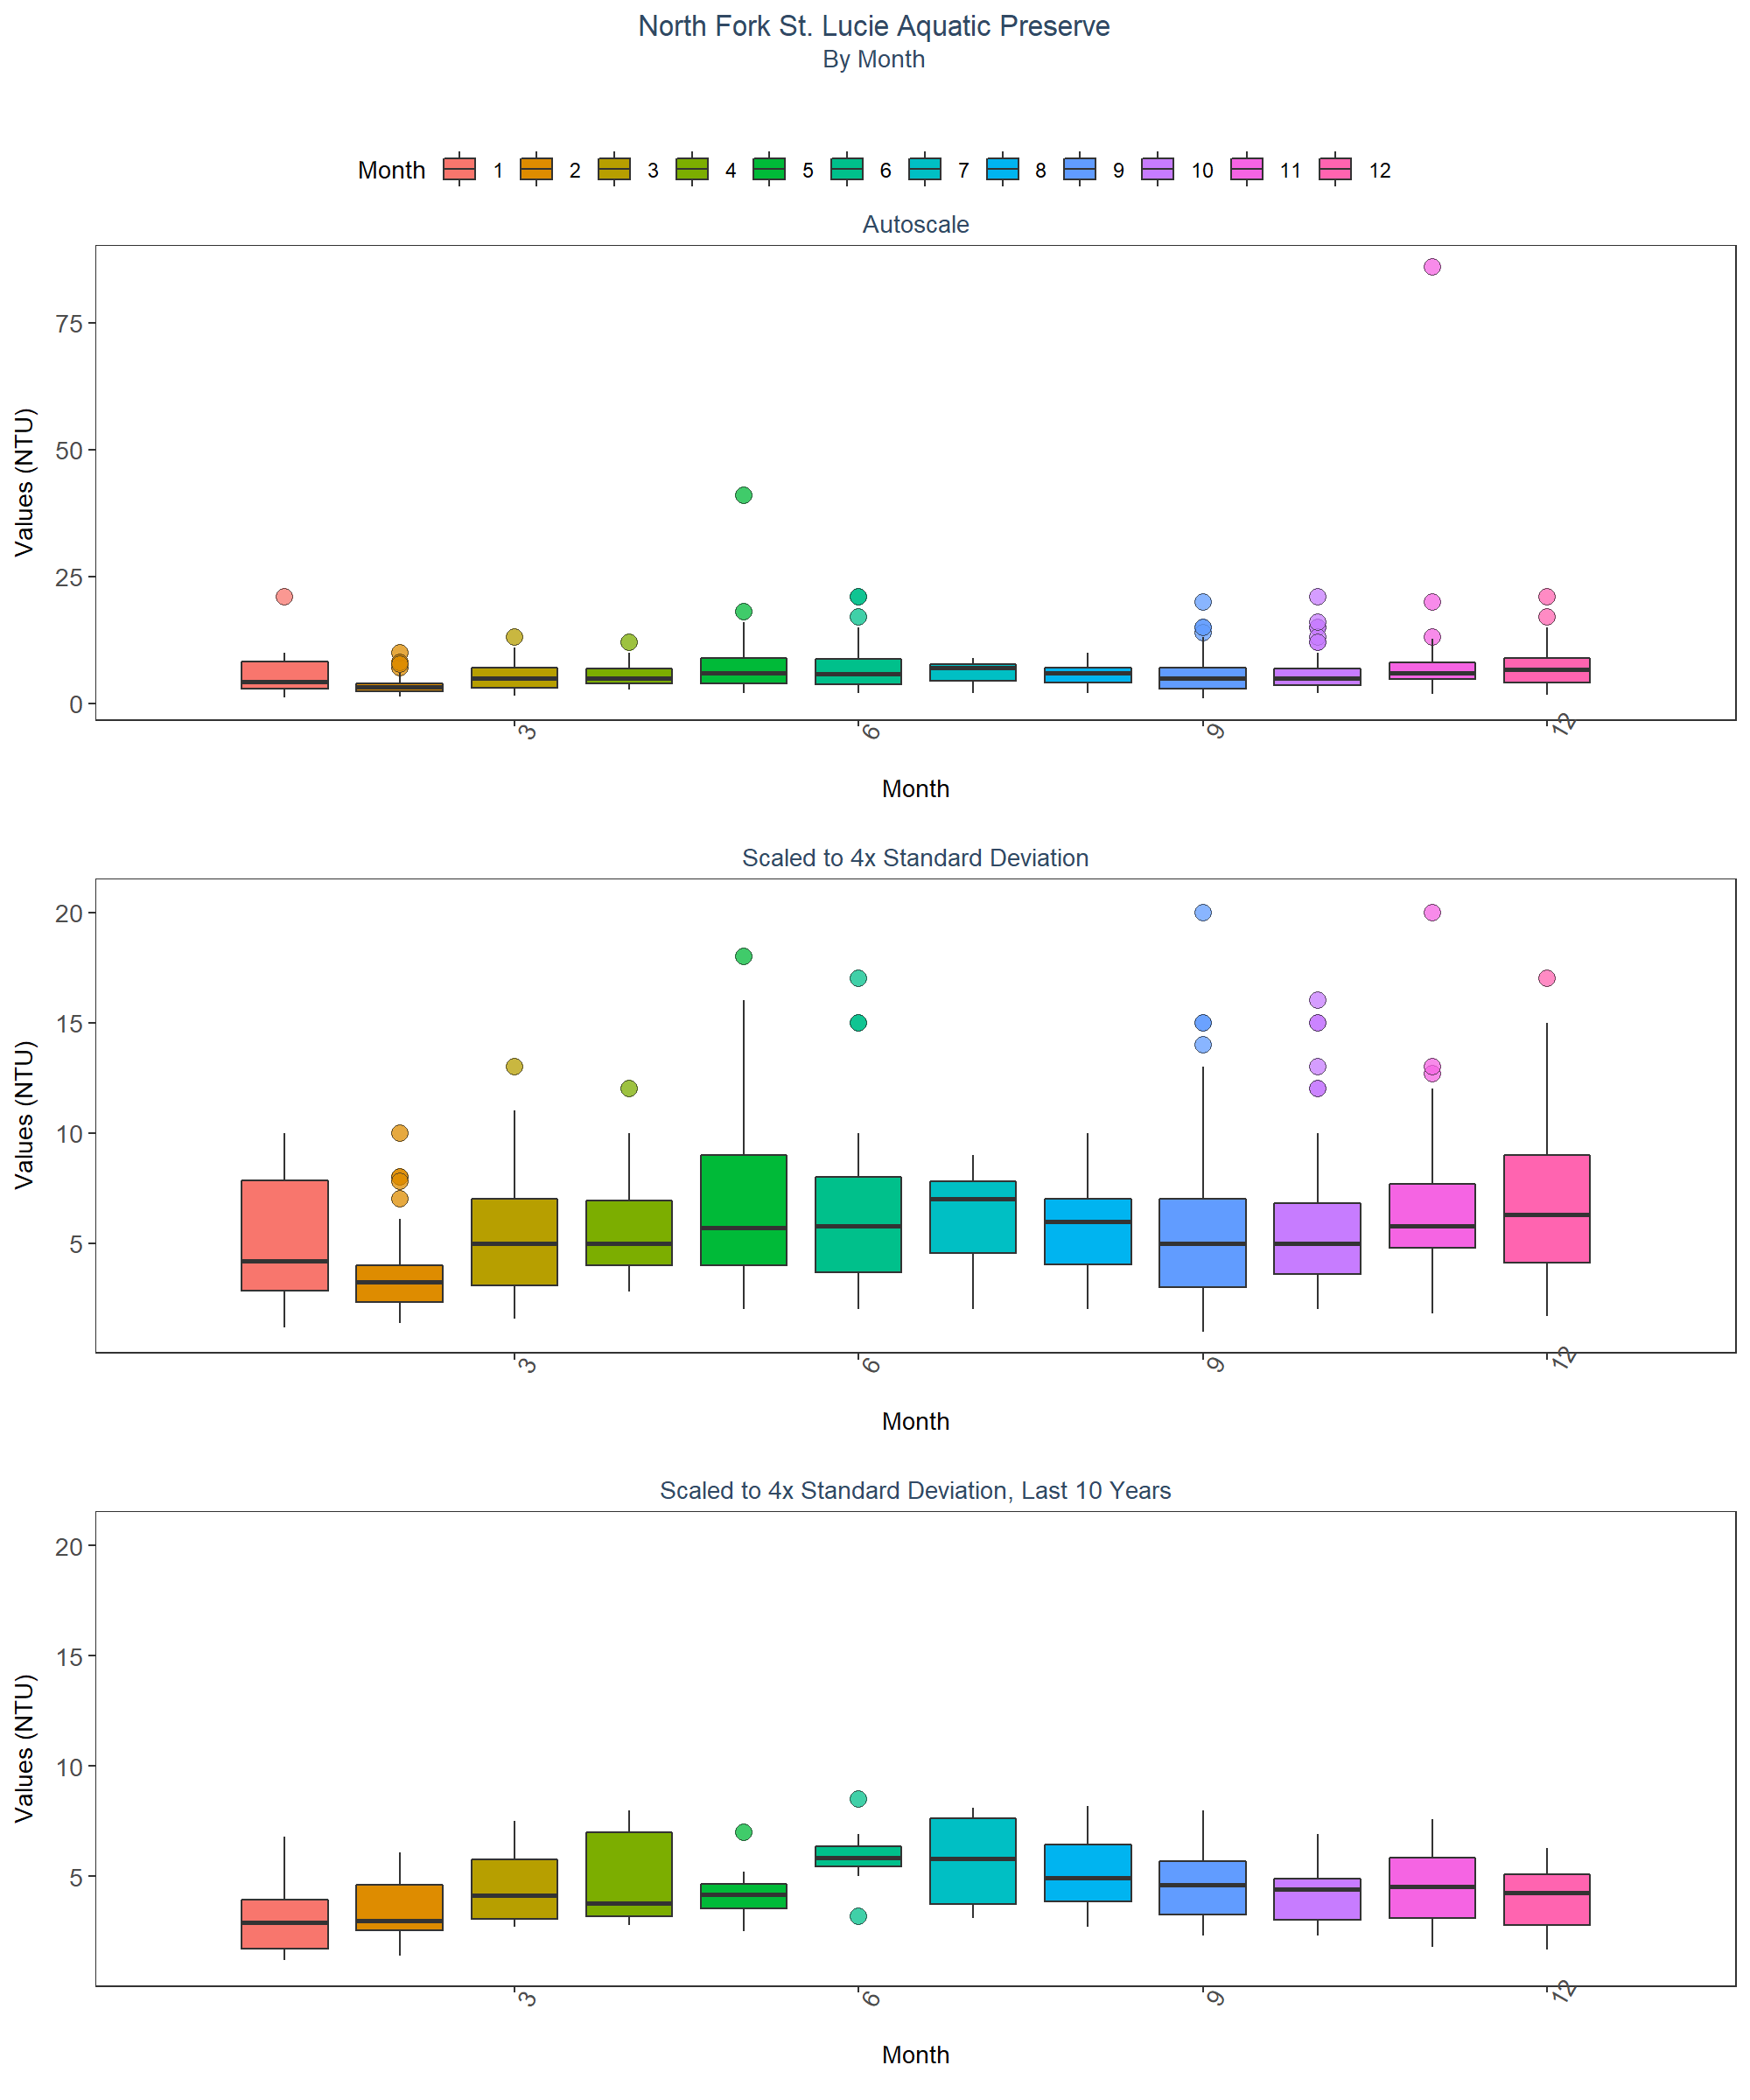 North Fork St. Lucie Aquatic Preserve
By Month
Month 1 2 3 4 5 6 7 8 9 10 11 12
Autoscale
Values (NTU)
75
50
25
0
3 6 9 12
Month
Scaled to 4x Standard Deviation
Values (NTU)
20
15
10
5
3 6 9 12
Month
Scaled to 4x Standard Deviation, Last 10 Years
Values (NTU)
20
15
10
5
3 6 9 12
Month